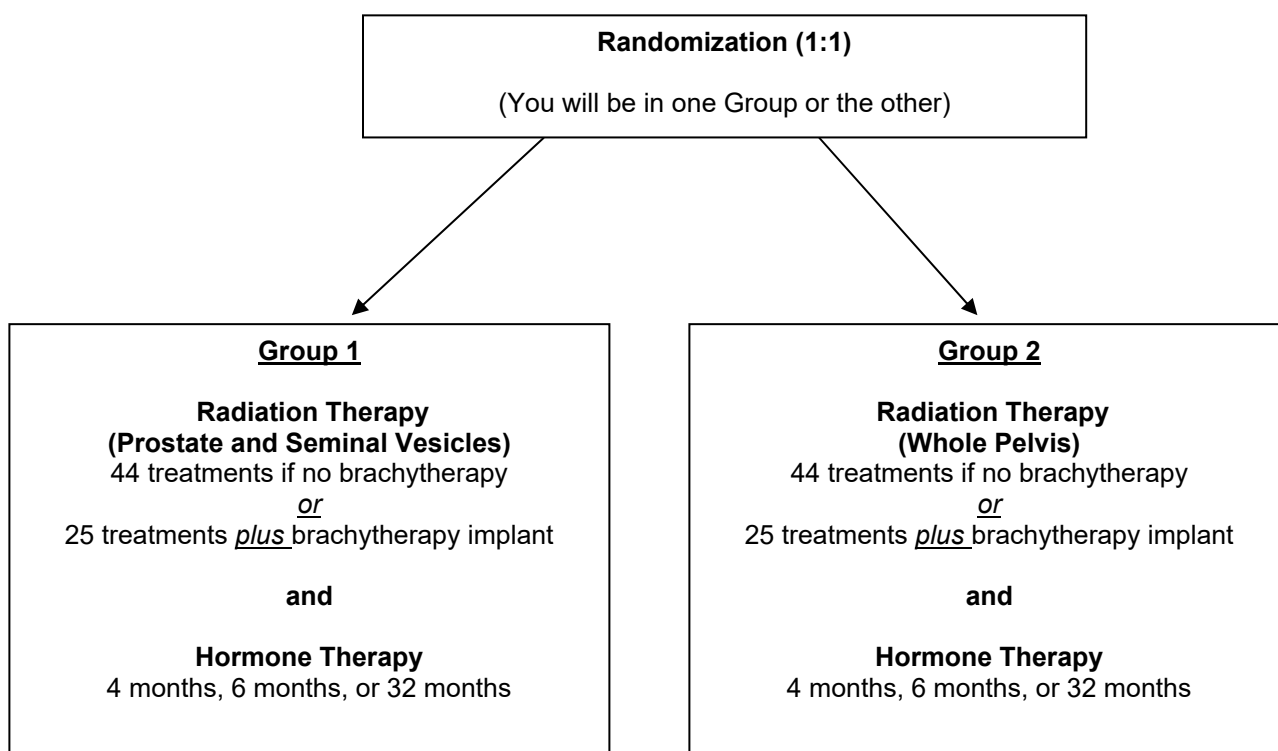 Randomization (1:1)
(You will be in one Group or the other)
Group 1
Radiation Therapy
(Prostate and Seminal Vesicles)
44 treatments if no brachytherapy
or
25 treatments plus brachytherapy implant
and
Hormone Therapy
4 months, 6 months, or 32 months
Group 2
Radiation Therapy
(Whole Pelvis)
44 treatments if no brachytherapy
or
25 treatments plus brachytherapy implant
and
Hormone Therapy
4 months, 6 months, or 32 months